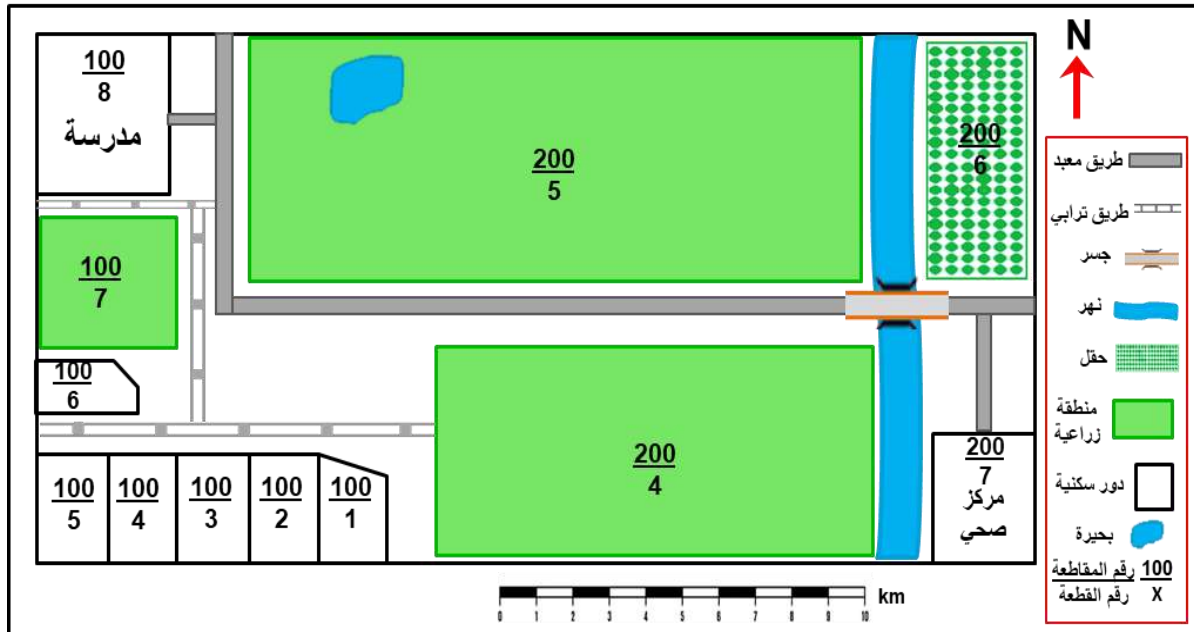 N
100
8
مدرسة
200
5
200
6
100
7
100
6
100
5
100
4
100
3
100
2
100
1
200
4
200
7
مركز
صحي
طريق معبد
طريق ترابي
جسر
نهر
حقل
منطقة
زراعية
دور سكنية
بحيرة
رقم المقاطعة 100
رقم القطعة X
km
0 1 2 3 4 5 6 7 8 9 10